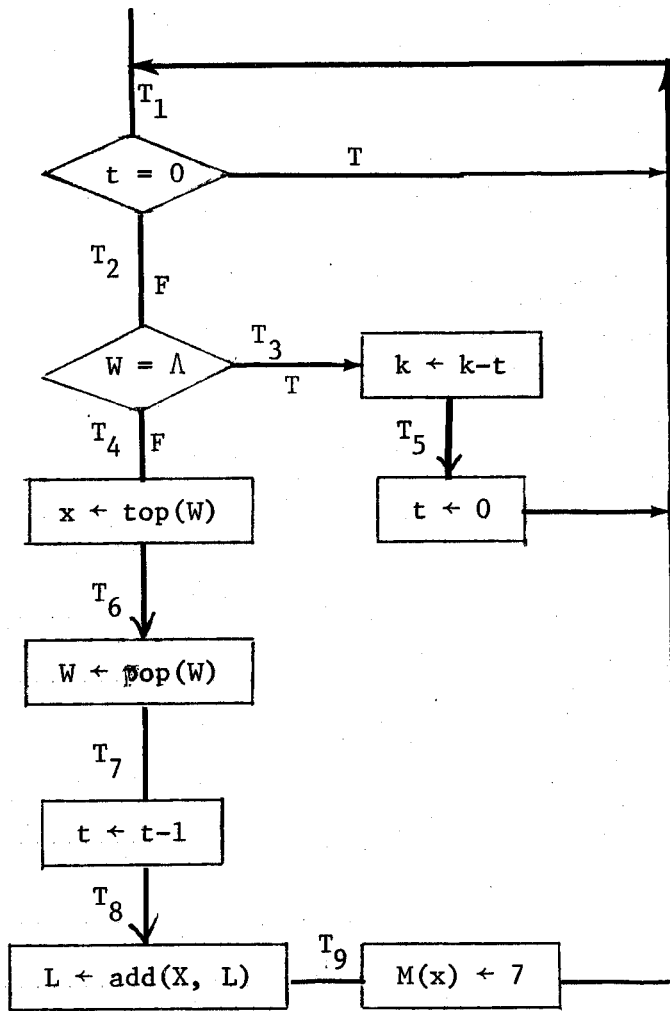 T1
t = 0
T
T2
F
W = Λ
T3
T
k ← k-t
T4
F
T5
x ← top(W)
t ← 0
T6
W ← pop(W)
T7
t ← t-1
T8
L ← add(X, L)
T9
M(x) ← 7